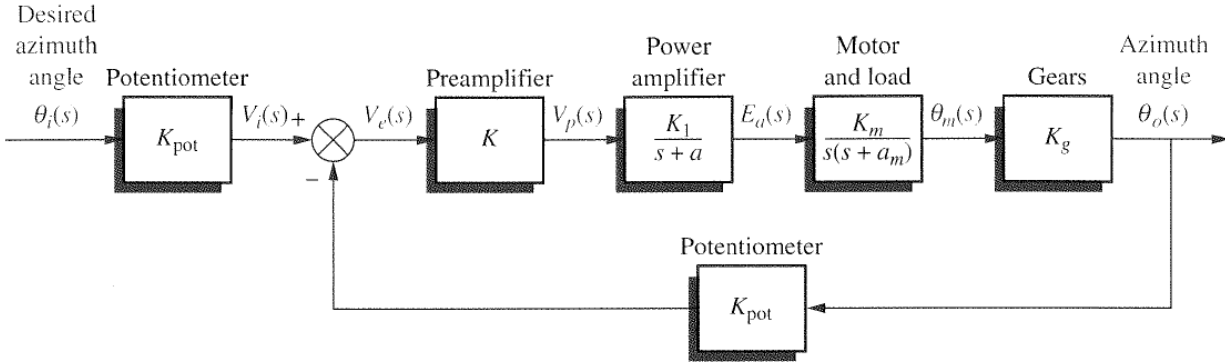 Desired
azimuth
angle
θi(s)
Potentiometer
Kpot
Vi(s) +
−
Ve(s)
Preamplifier
K
Vp(s)
Power
amplifier
K1
s + a
Ea(s)
Motor
and load
Km
s(s + am)
θm(s)
Gears
Kg
Azimuth
angle
θo(s)
Potentiometer
Kpot